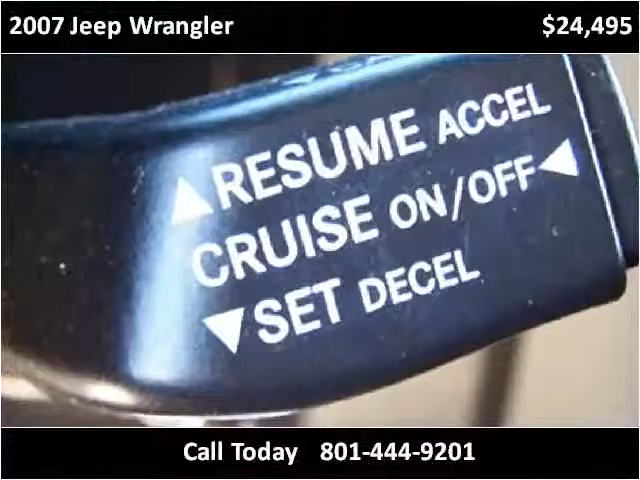 2007 Jeep Wrangler $24,495
▲RESUME ACCEL
CRUISE ON/OFF◀
▼SET DECEL
Call Today 801-444-9201